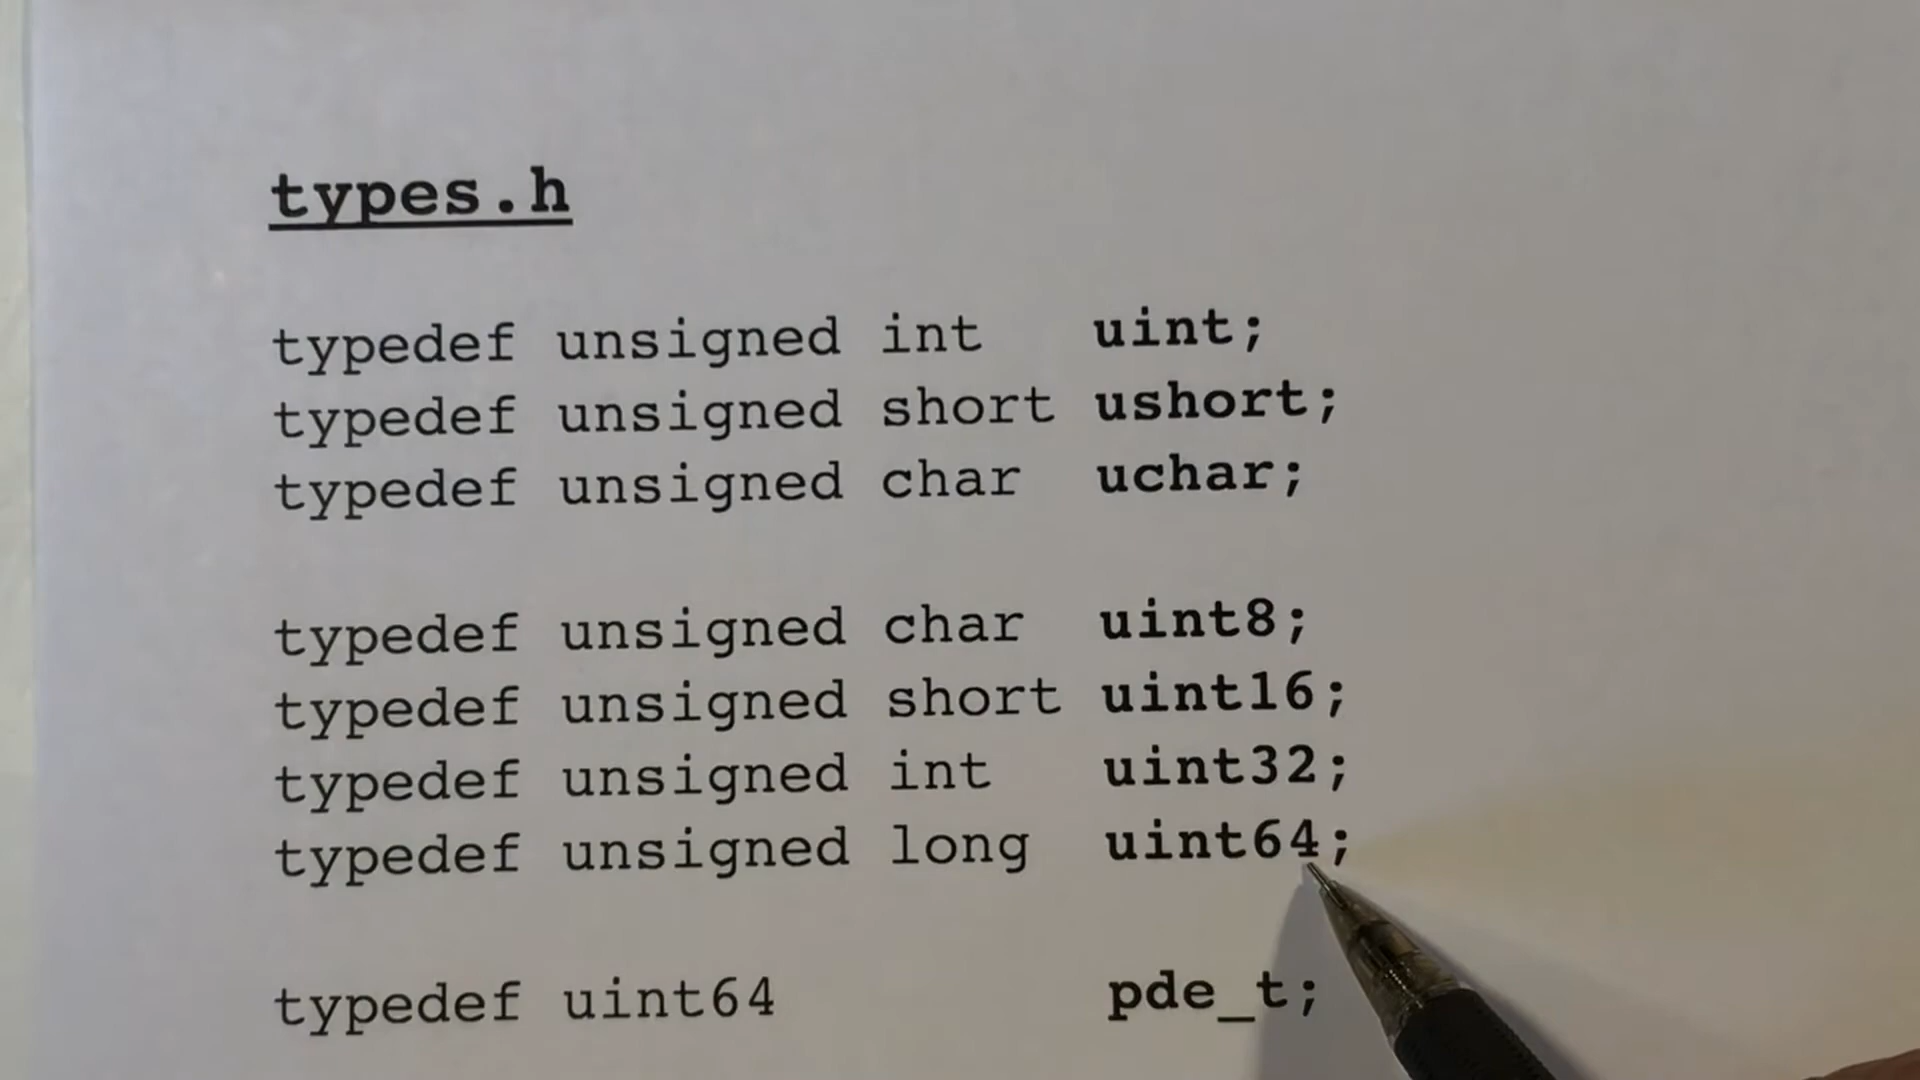 types.h
typedef unsigned int uint;
typedef unsigned short ushort;
typedef unsigned char uchar;
typedef unsigned char uint8;
typedef unsigned short uint16;
typedef unsigned int uint32;
typedef unsigned long uint64;
typedef uint64 pde_t;